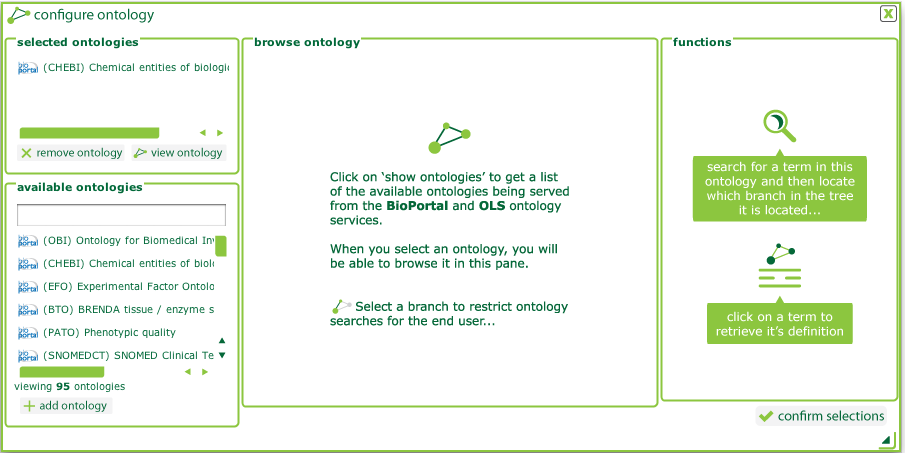 configure ontology
X
selected ontologies
bio portal (CHEBI) Chemical entities of biologi
remove ontology
view ontology
available ontologies
bio portal (OBI) Ontology for Biomedical In
bio portal (CHEBI) Chemical entities of biol
bio portal (EFO) Experimental Factor Ontolo
bio portal (BTO) BRENDA tissue / enzyme s
bio portal (PATO) Phenotypic quality
bio portal (SNOMEDCT) SNOMED Clinical Te
viewing 95 ontologies
add ontology
browse ontology
Click on ‘show ontologies’ to get a list
of the available ontologies being served
from the BioPortal and OLS ontology
services.
When you select an ontology, you will
be able to browse it in this pane.
Select a branch to restrict ontology
searches for the end user...
functions
search for a term in this
ontology and then locate
which branch in the tree
it is located...
click on a term to
retrieve it’s definition
confirm selections